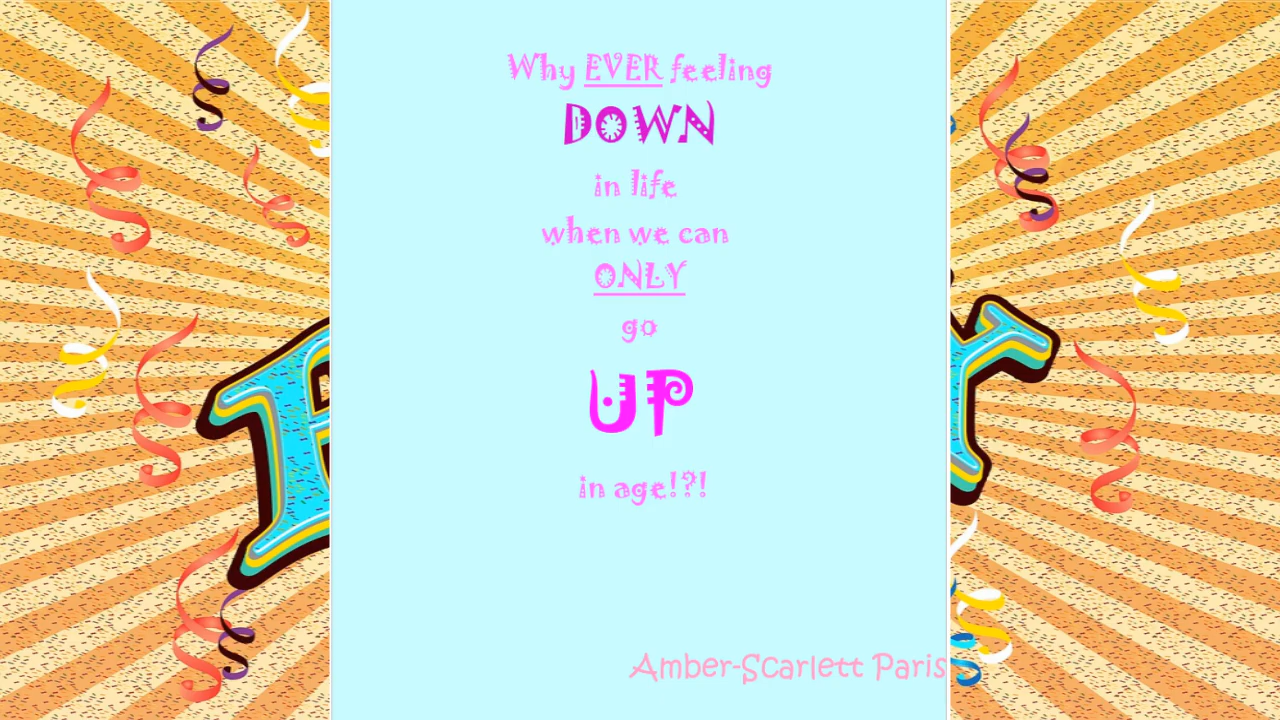 Why EVER feeling
DOWN
in life
when we can
ONLY
go
UP
in age!?!
Amber-Scarlett Paris